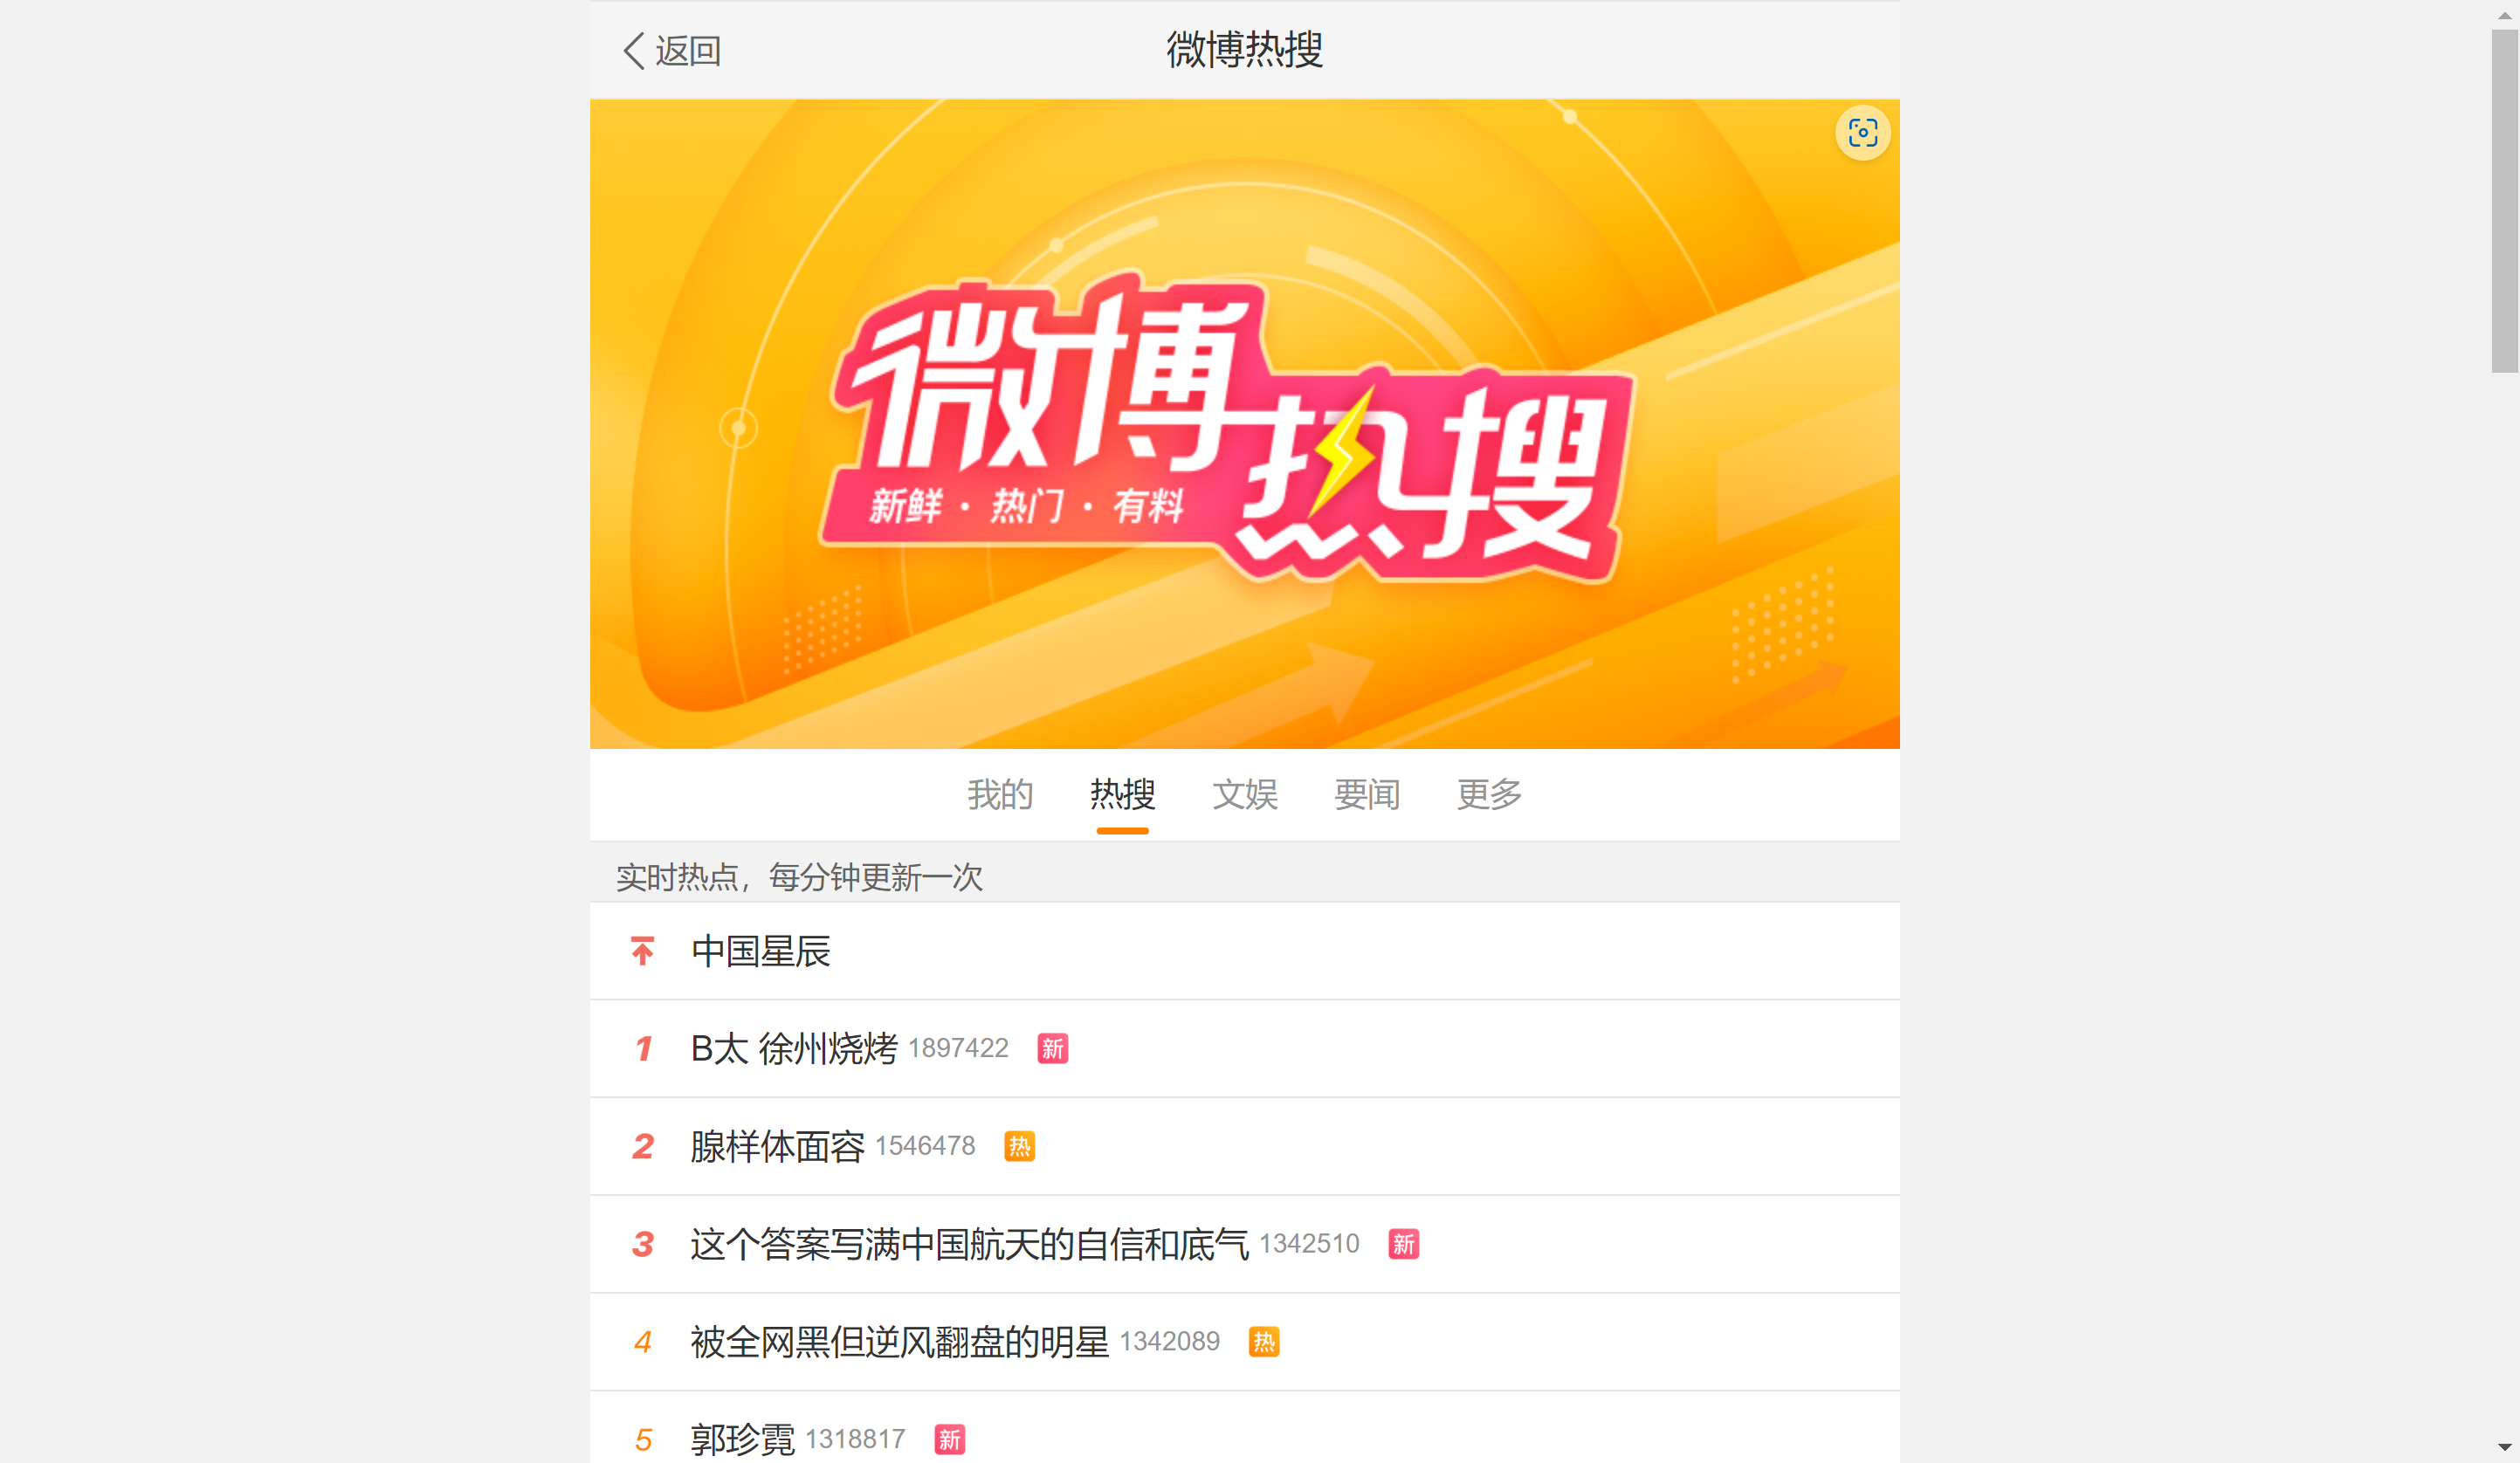 返回
微博热搜
微博热搜
新鲜·热门·有料
我的 热搜 文娱 要闻 更多
实时热点，每分钟更新一次
中国星辰
1 B太 徐州烧烤 1897422 新
2 腺样体面容 1546478 热
3 这个答案写满中国航天的自信和底气 1342510 新
4 被全网黑但逆风翻盘的明星 1342089 热
5 郭珍霓 1318817 新